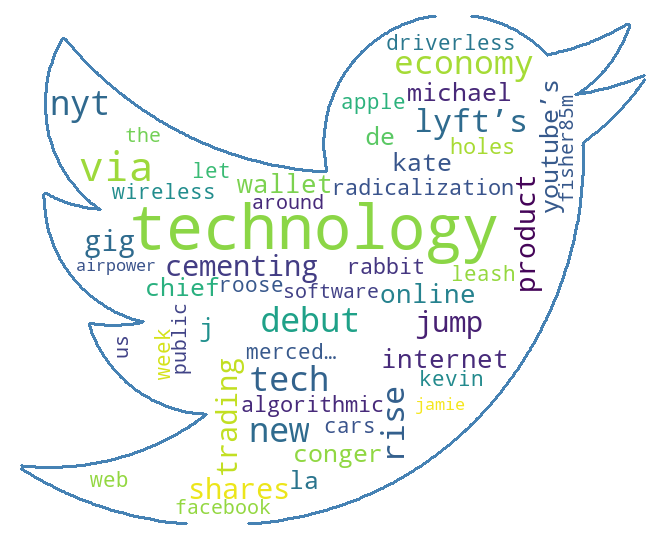 driverless
economy
nyt
michael
apple
lyft’s
youtube’s
fisher85m
the
de
holes
via
let
kate
wireless
wallet
radicalization
around
technology
product
gig
airpower
cementing
rabbit
leash
chief
roose
software
online
us
week
public
j
debut
jump
merced…
internet
trading
tech
kevin
rise
algorithmic
jamie
new
cars
conger
web
shares
la
facebook